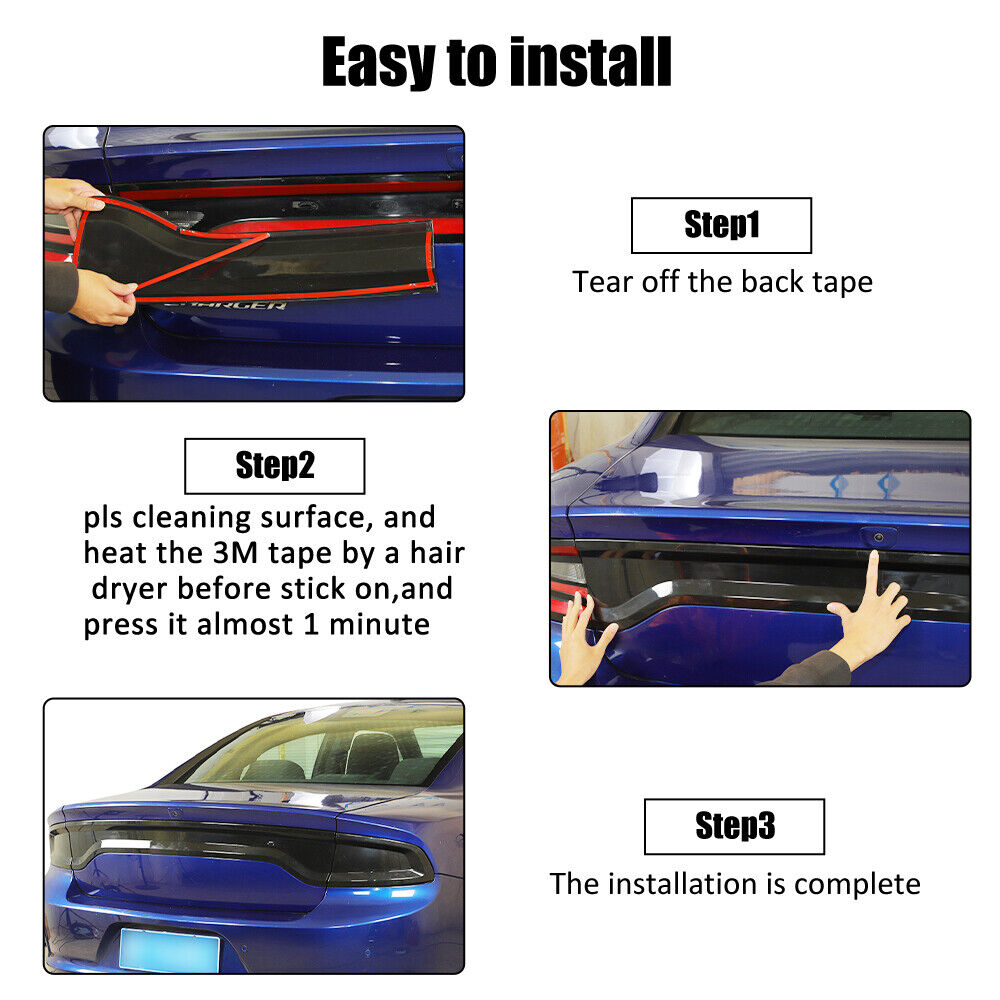 Easy to install
Step1
Tear off the back tape
CHARGER
Step2
pls cleaning surface, and
heat the 3M tape by a hair
dryer before stick on,and
press it almost 1 minute
Step3
The installation is complete